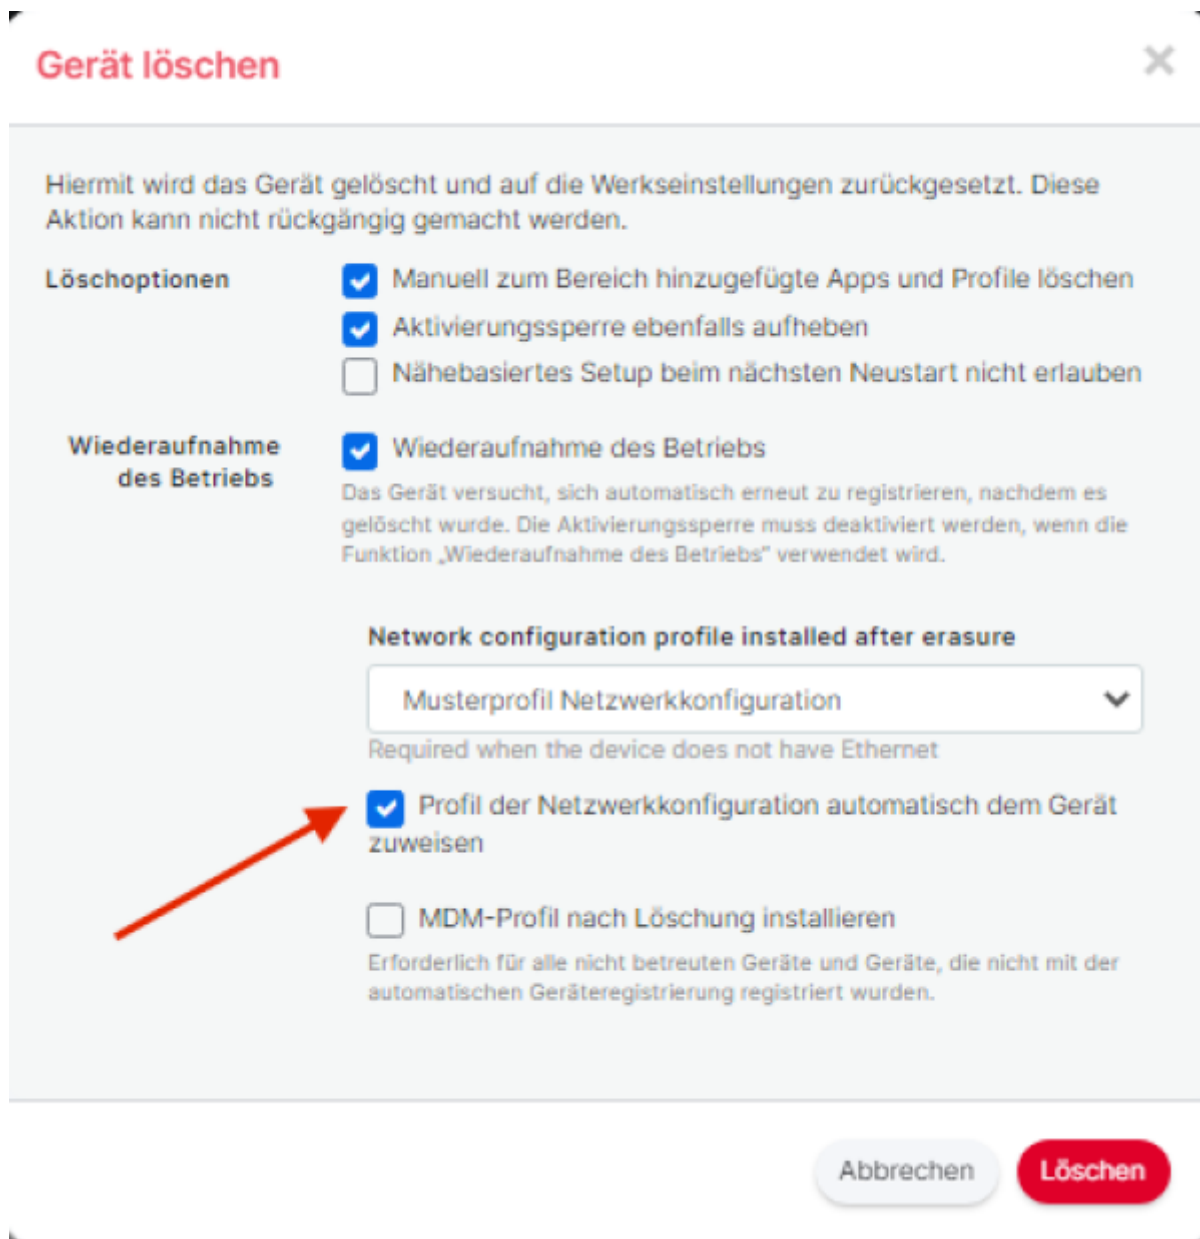 Gerät löschen
Hiermit wird das Gerät gelöscht und auf die Werkseinstellungen zurückgesetzt. Diese
Aktion kann nicht rückgängig gemacht werden.
Löschoptionen
Manuell zum Bereich hinzugefügte Apps und Profile löschen
Aktivierungssperre ebenfalls aufheben
Nähebasiertes Setup beim nächsten Neustart nicht erlauben
Wiederaufnahme
des Betriebs
Wiederaufnahme des Betriebs
Das Gerät versucht, sich automatisch erneut zu registrieren, nachdem es
gelöscht wurde. Die Aktivierungssperre muss deaktiviert werden, wenn die
Funktion „Wiederaufnahme des Betriebs" verwendet wird.
Network configuration profile installed after erasure
Musterprofil Netzwerkkonfiguration
Required when the device does not have Ethernet
Profil der Netzwerkkonfiguration automatisch dem Gerät
zuweisen
MDM-Profil nach Löschung installieren
Erforderlich für alle nicht betreuten Geräte und Geräte, die nicht mit der
automatischen Geräteregistrierung registriert wurden.
Abbrechen
Löschen